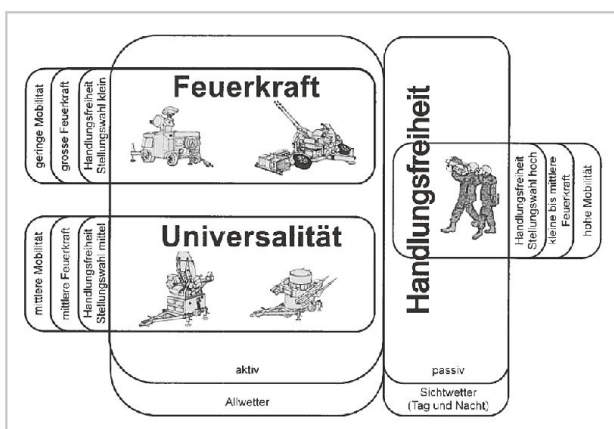 Feuerkraft
geringe Mobilität
grosse Feuerkraft
Handlungsfreiheit
Stellungswahl klein
Universalität
mittlere Mobilität
mittlere Feuerkraft
Handlungsfreiheit
Stellungswahl mittel
aktiv
Allwetter
Handlungsfreiheit
Handlungsfreiheit
Stellungswahl hoch
kleine bis mittlere
Feuerkraft
hohe Mobilität
passiv
Sichtwetter
(Tag und Nacht)